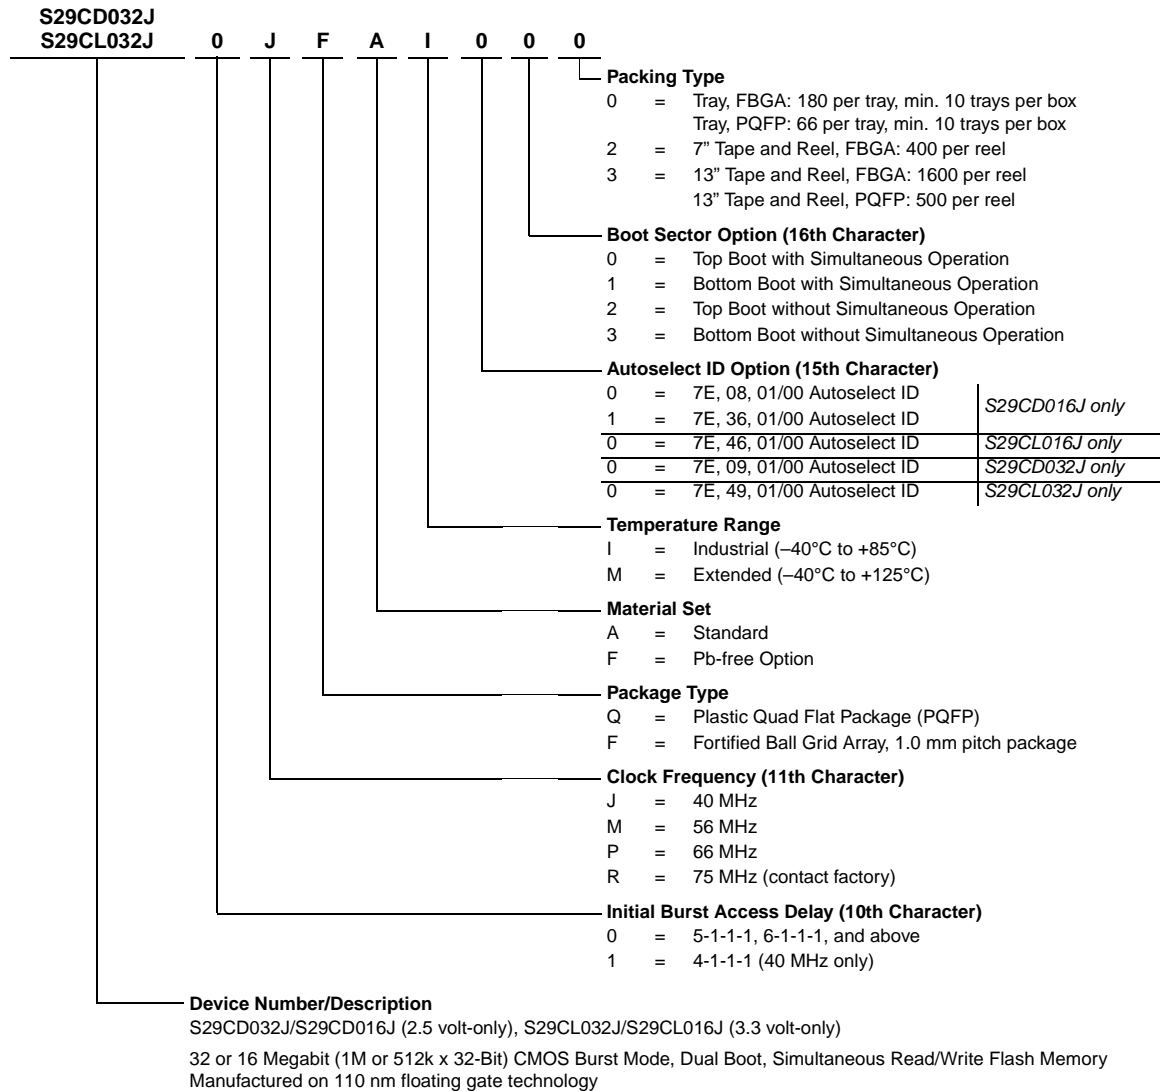 S29CD032J
S29CL032J 0 J F A I 0 0 0
Packing Type
0 = Tray, FBGA: 180 per tray, min. 10 trays per box
Tray, PQFP: 66 per tray, min. 10 trays per box
2 = 7” Tape and Reel, FBGA: 400 per reel
3 = 13” Tape and Reel, FBGA: 1600 per reel
13” Tape and Reel, PQFP: 500 per reel
Boot Sector Option (16th Character)
0 = Top Boot with Simultaneous Operation
1 = Bottom Boot with Simultaneous Operation
2 = Top Boot without Simultaneous Operation
3 = Bottom Boot without Simultaneous Operation
Autoselect ID Option (15th Character)
0 = 7E, 08, 01/00 Autoselect ID
S29CD016J only
1 = 7E, 36, 01/00 Autoselect ID
0 = 7E, 46, 01/00 Autoselect ID S29CL016J only
0 = 7E, 09, 01/00 Autoselect ID S29CD032J only
0 = 7E, 49, 01/00 Autoselect ID S29CL032J only
Temperature Range
I = Industrial (–40°C to +85°C)
M = Extended (–40°C to +125°C)
Material Set
A = Standard
F = Pb-free Option
Package Type
Q = Plastic Quad Flat Package (PQFP)
F = Fortified Ball Grid Array, 1.0 mm pitch package
Clock Frequency (11th Character)
J = 40 MHz
M = 56 MHz
P = 66 MHz
R = 75 MHz (contact factory)
Initial Burst Access Delay (10th Character)
0 = 5-1-1-1, 6-1-1-1, and above
1 = 4-1-1-1 (40 MHz only)
Device Number/Description
S29CD032J/S29CD016J (2.5 volt-only), S29CL032J/S29CL016J (3.3 volt-only)
32 or 16 Megabit (1M or 512k x 32-Bit) CMOS Burst Mode, Dual Boot, Simultaneous Read/Write Flash Memory
Manufactured on 110 nm floating gate technology